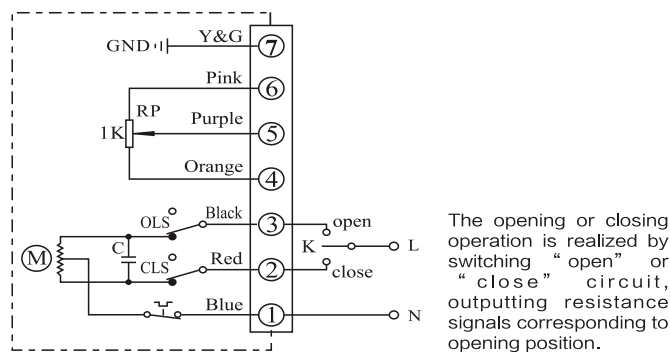 GND Y&G 7
Pink 6
RP
1K Purple 5
Orange 4
OLS Black 3 open
M C K L
CLS Red 2 close
Blue 1 N
The opening or closing
operation is realized by
switching “open” or
“close” circuit,
outputting resistance
signals corresponding to
opening position.